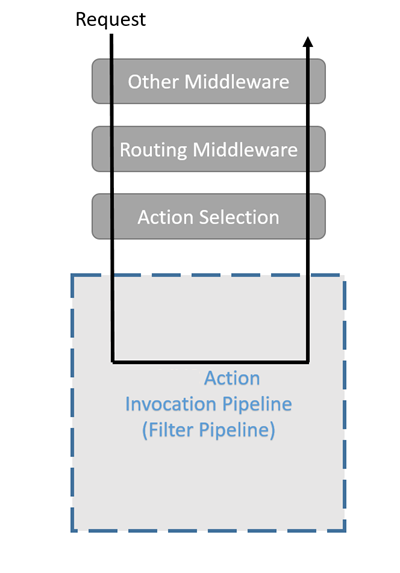 Request
Other Middleware
Routing Middleware
Action Selection
Action
Invocation Pipeline
(Filter Pipeline)